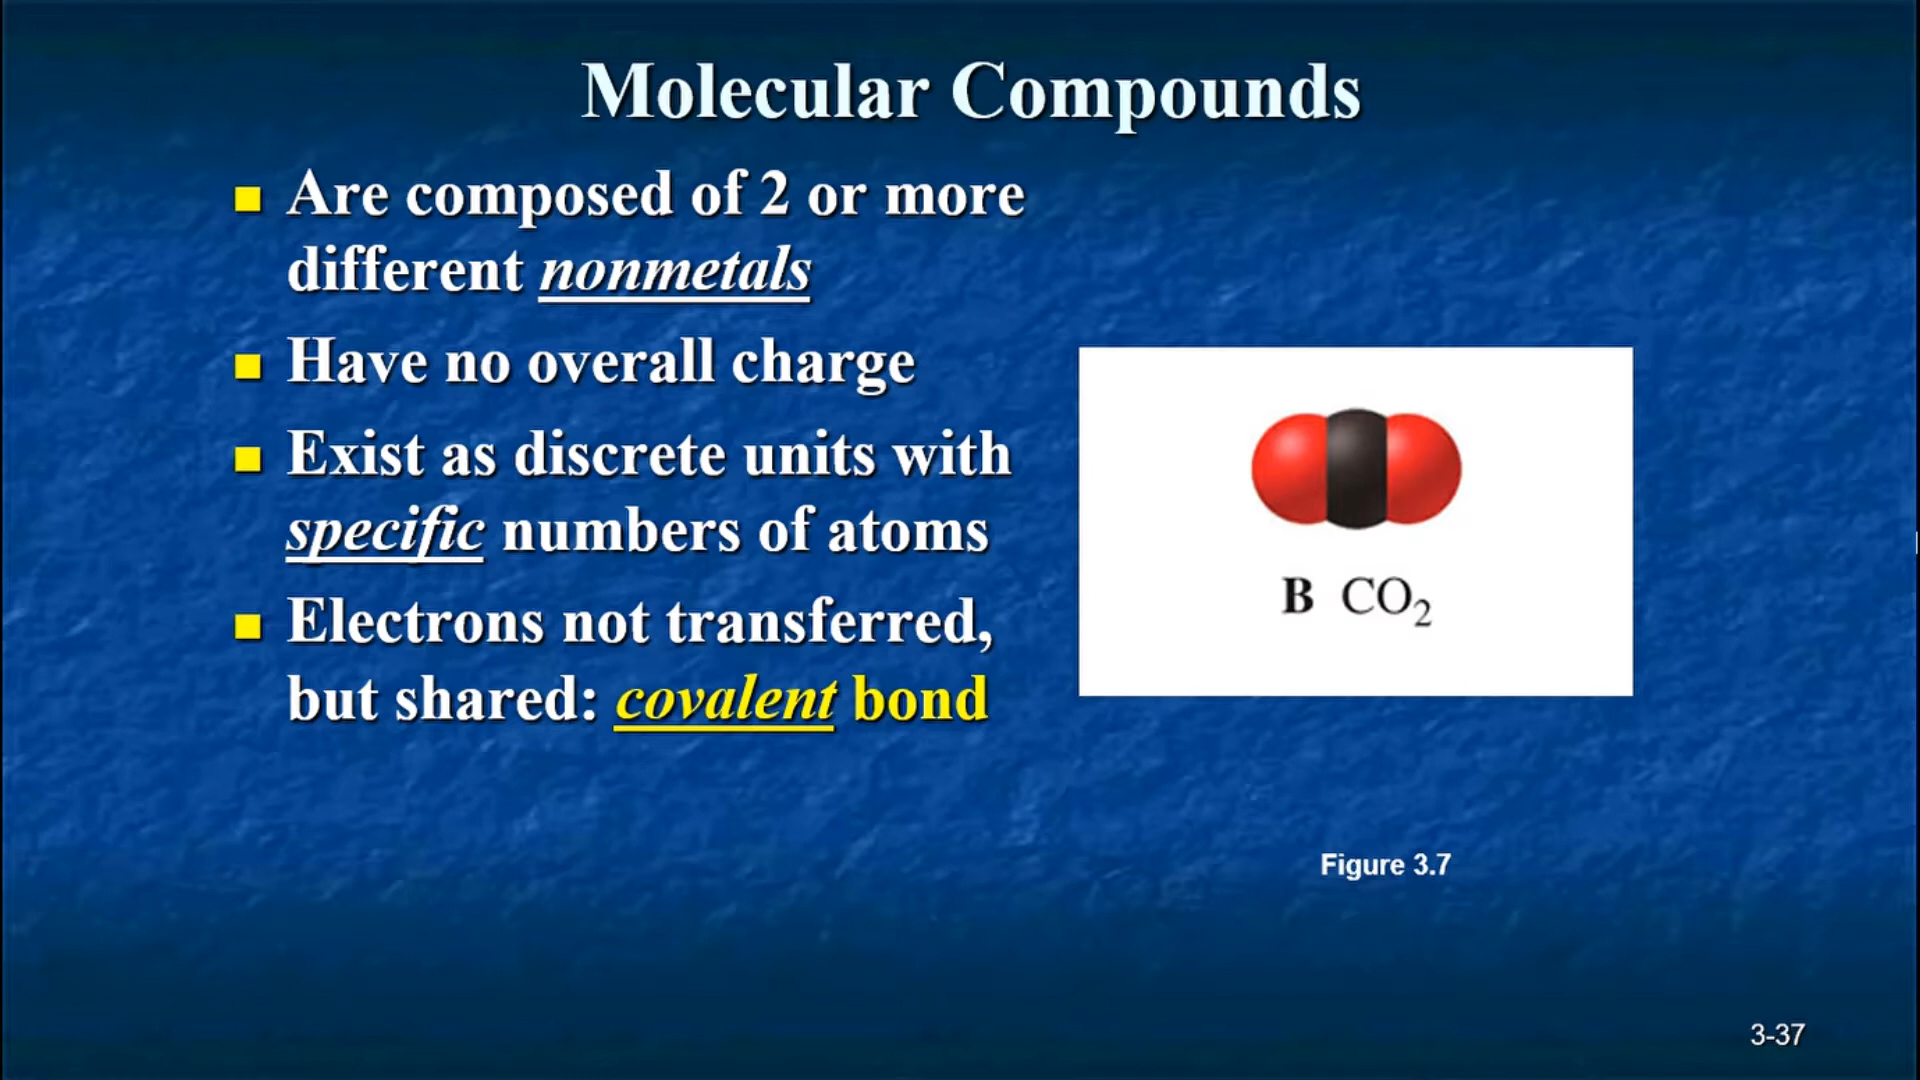 Molecular Compounds
Are composed of 2 or more
different nonmetals
Have no overall charge
Exist as discrete units with
specific numbers of atoms
Electrons not transferred,
but shared: covalent bond
B CO₂
Figure 3.7
3-37